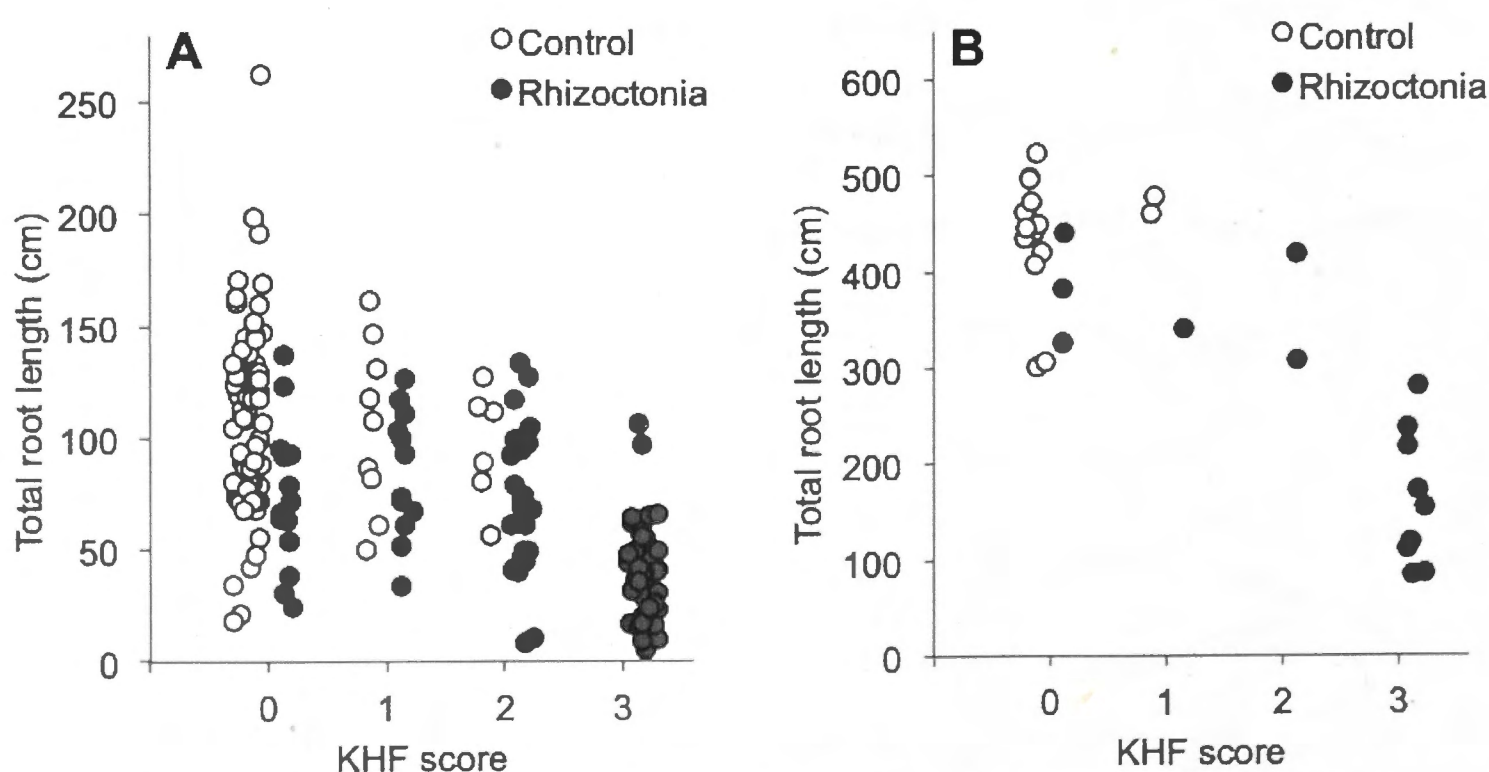 A
Control
Rhizoctonia
250
200
150
100
50
0
Total root length (cm)
0 1 2 3
KHF score
B
Control
Rhizoctonia
600
500
400
300
200
100
0
Total root length (cm)
0 1 2 3
KHF score